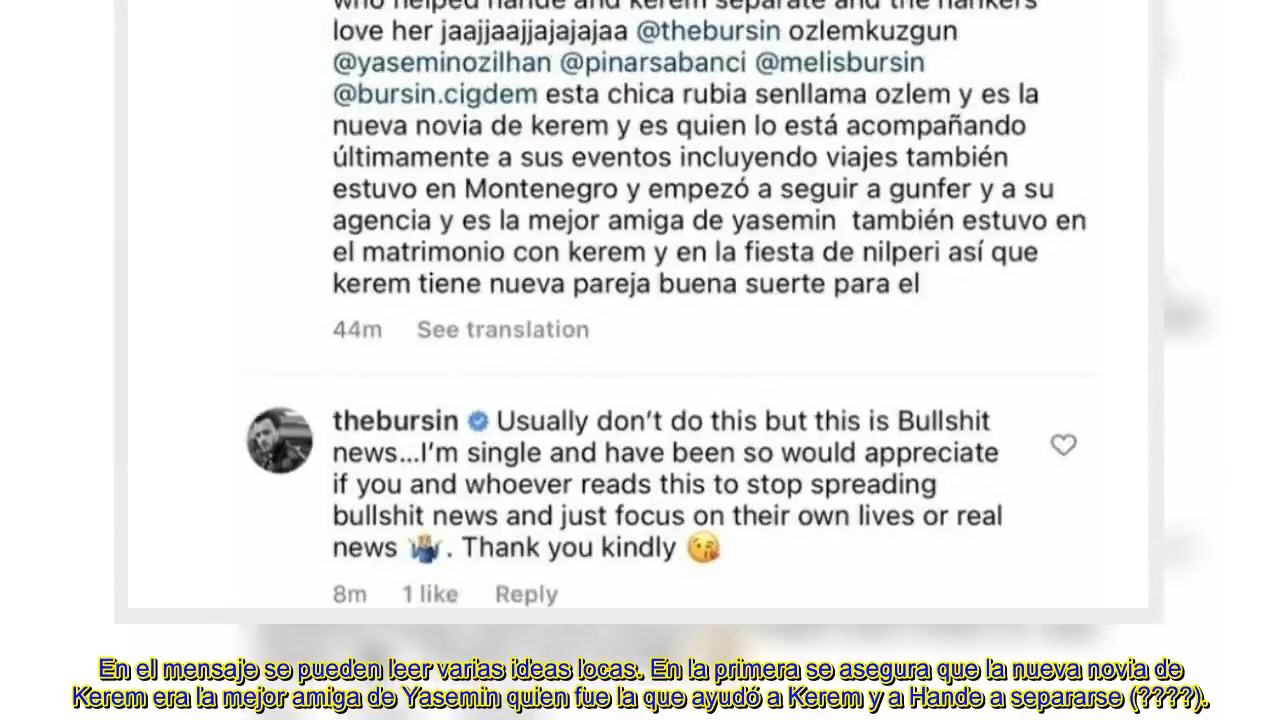 who helped hande and kerem separate and the hankers
love her jaajjaajjajajajaa @thebursin ozlemkuzgun
@yaseminozilhan @pinarsabanci @melisbursin
@bursin.cigdem esta chica rubia senllama ozlem y es la
nueva novia de kerem y es quien lo está acompañando
últimamente a sus eventos incluyendo viajes también
estuvo en Montenegro y empezó a seguir a gunfer y a su
agencia y es la mejor amiga de yasemin también estuvo en
el matrimonio con kerem y en la fiesta de nilperi así que
kerem tiene nueva pareja buena suerte para el
44m See translation
thebursin Usually don't do this but this is Bullshit
news...I'm single and have been so would appreciate
if you and whoever reads this to stop spreading
bullshit news and just focus on their own lives or real
news 🤷‍♂️. Thank you kindly 😘
8m 1 like Reply
En el mensaje se pueden leer varias ideas locas. En la primera se asegura que la nueva novia de
Kerem era la mejor amiga de Yasemin quien fue la que ayudó a Kerem y a Hande a separarse (????).